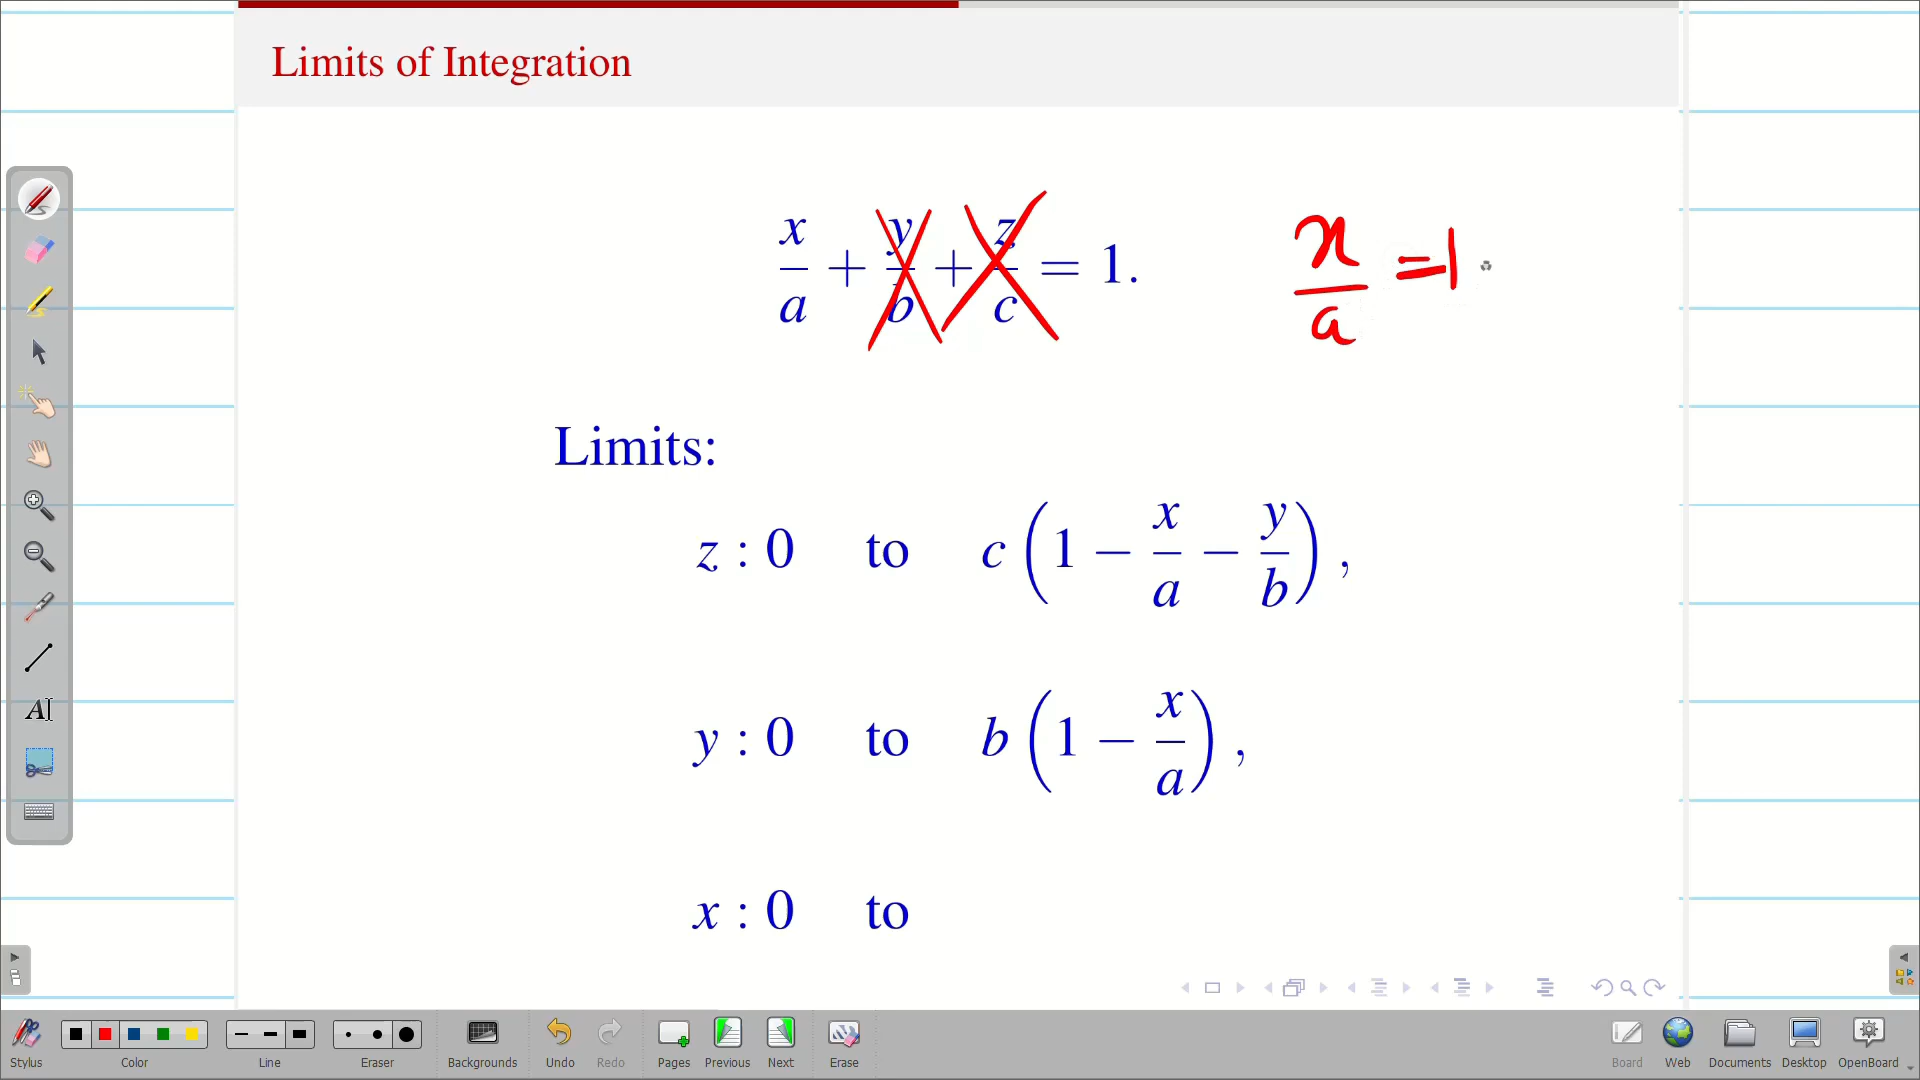 Limits of Integration
x/a + y/b + z/c = 1.
x/a = 1
Limits:
z : 0 to c (1 − x/a − y/b) ,
y : 0 to b (1 − x/a) ,
x : 0 to
Stylus Color Line Eraser Backgrounds Undo Redo Pages Previous Next Erase Board Web Documents Desktop OpenBoard